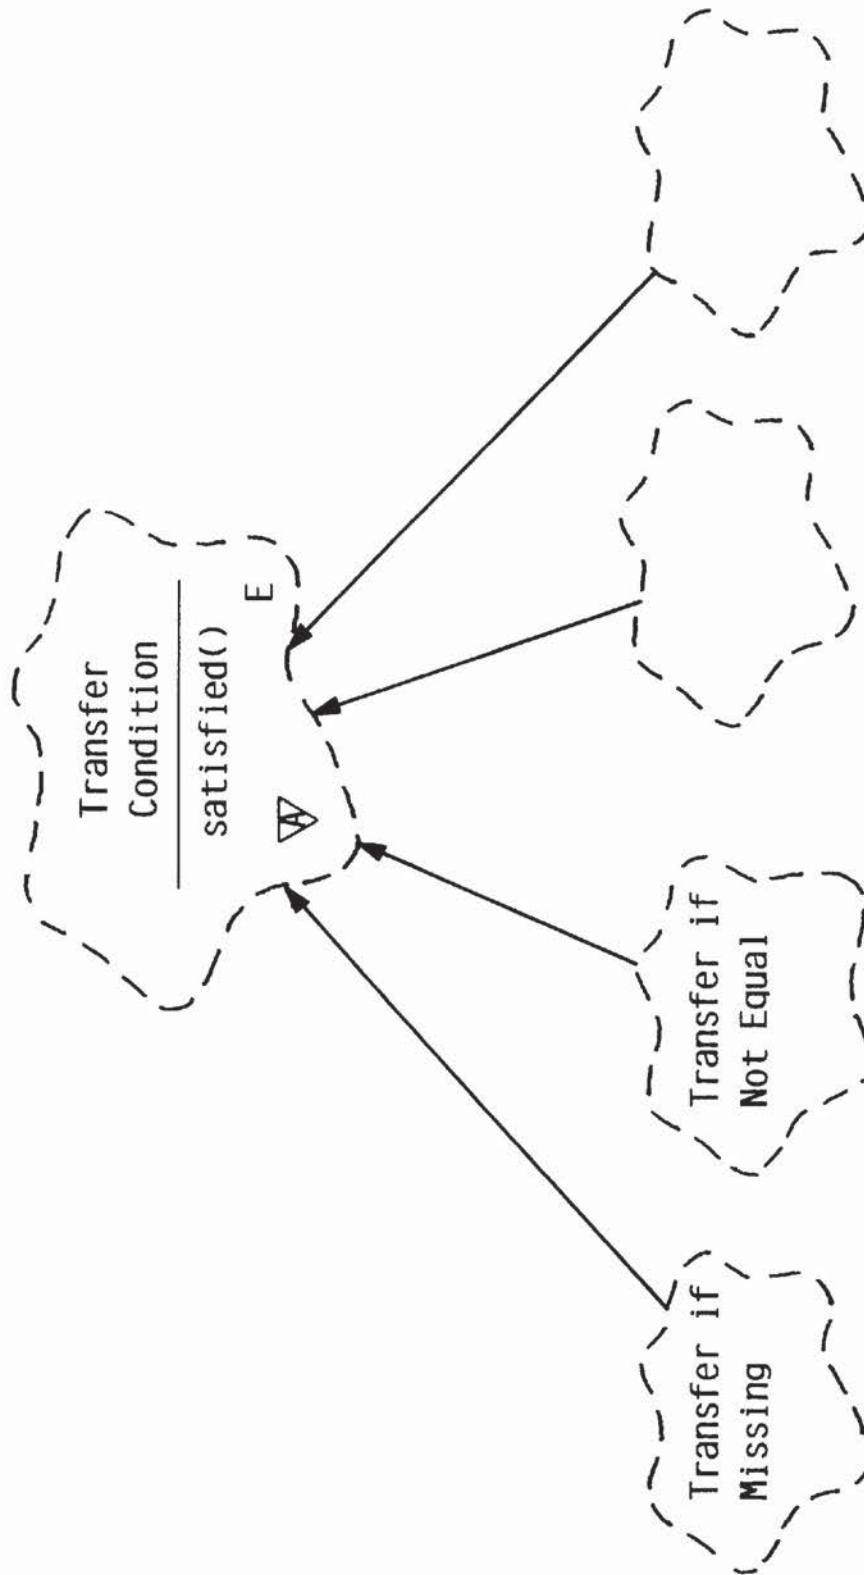 Transfer
Condition
satisfied()
E
A
Transfer if
Missing
Transfer if
Not Equal